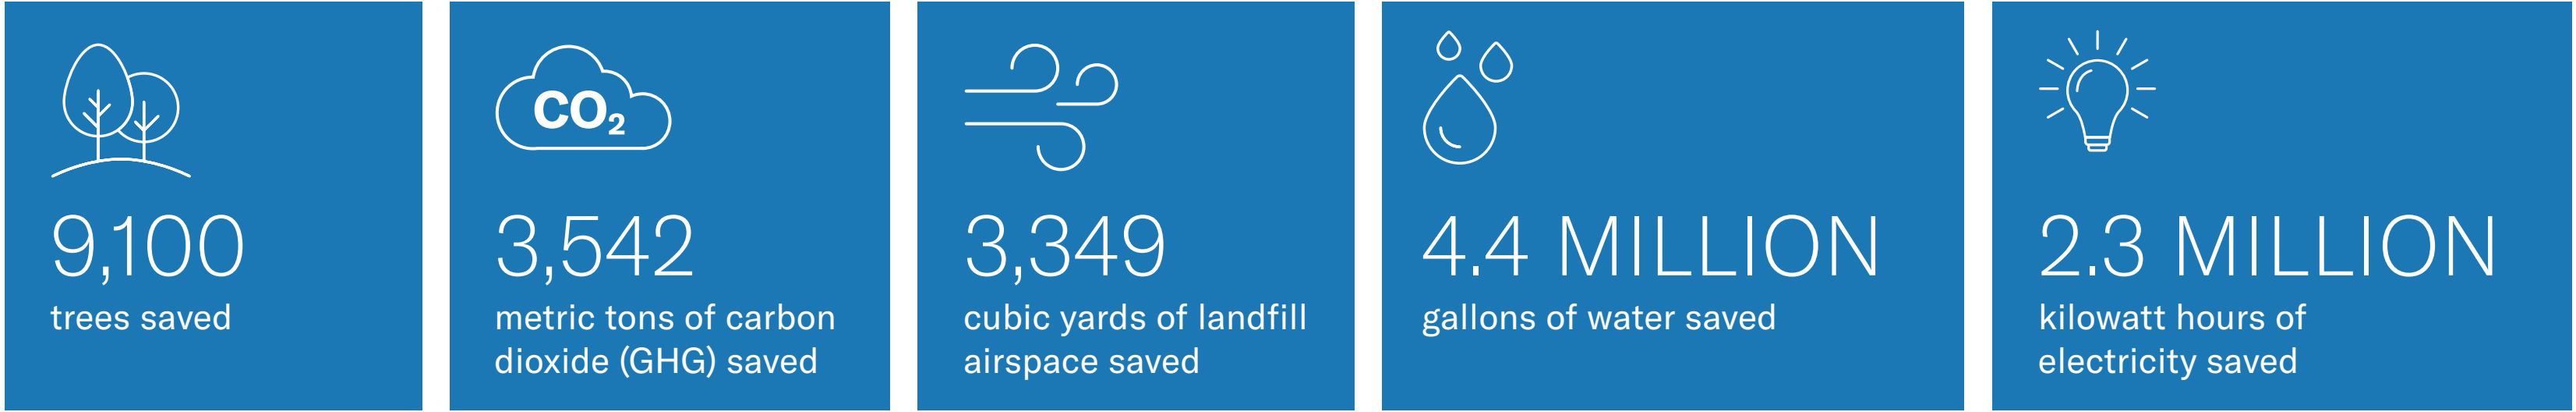 9,100
trees saved
CO₂
3,542
metric tons of carbon
dioxide (GHG) saved
3,349
cubic yards of landfill
airspace saved
4.4 MILLION
gallons of water saved
2.3 MILLION
kilowatt hours of
electricity saved